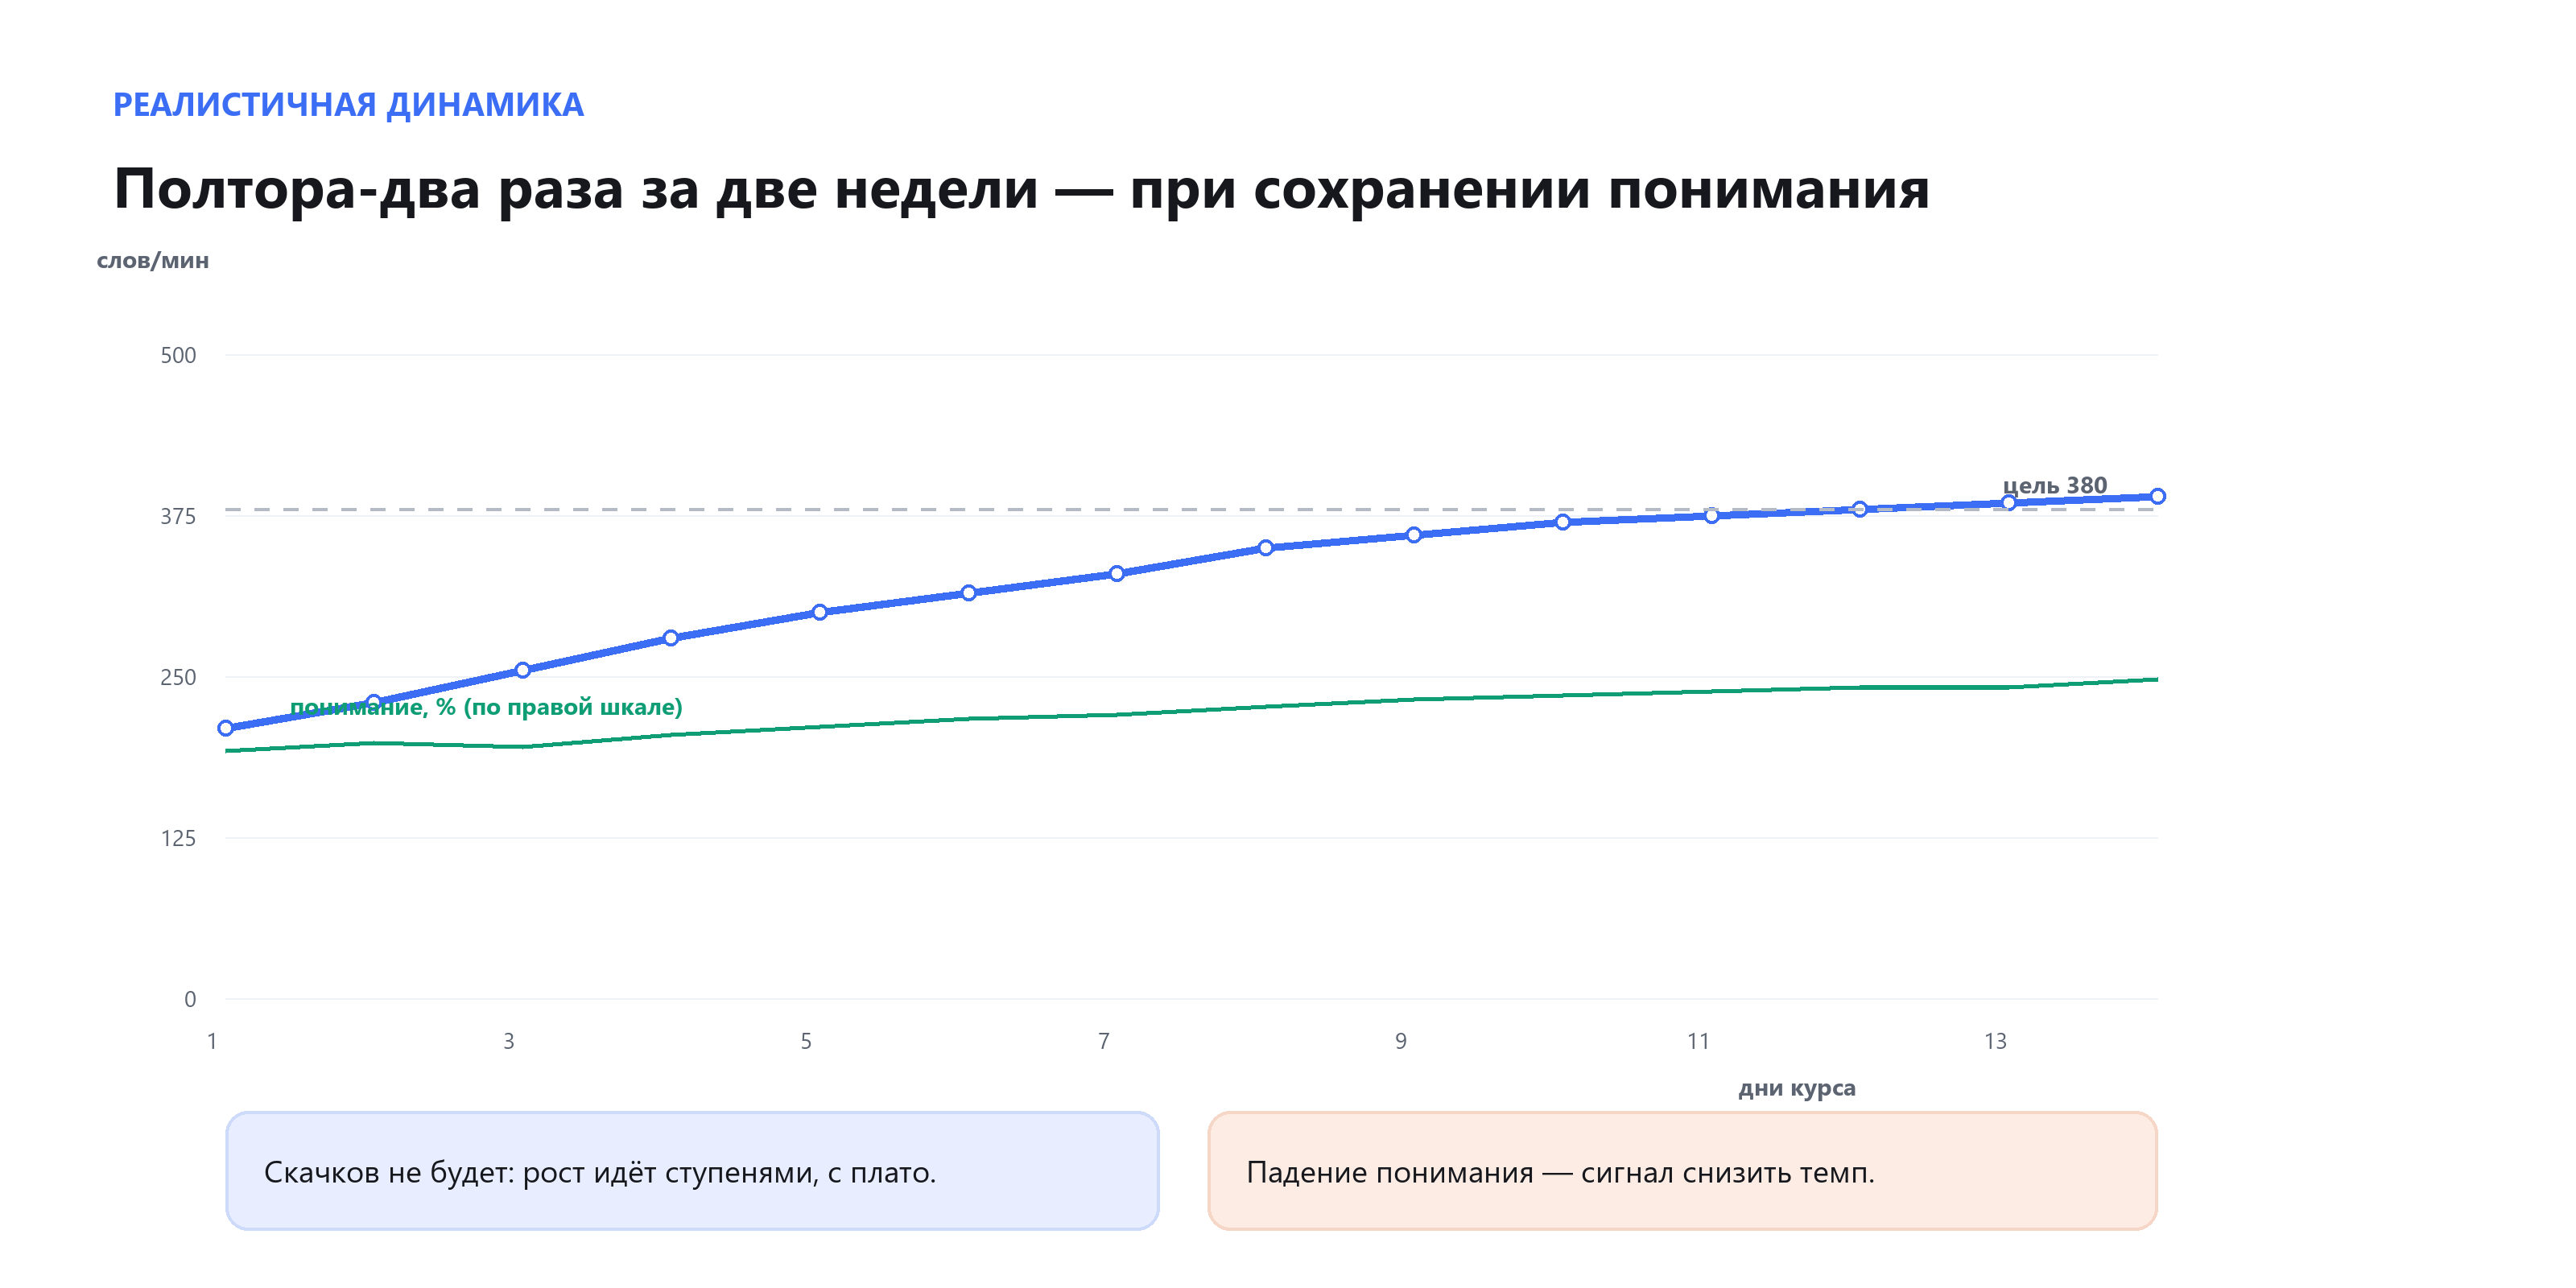 РЕАЛИСТИЧНАЯ ДИНАМИКА
Полтора-два раза за две недели — при сохранении понимания
слов/мин
500
цель 380
375
250
понимание, % (по правой шкале)
125
0
1 3 5 7 9 11 13
дни курса
Скачков не будет: рост идёт ступенями, с плато.
Падение понимания — сигнал снизить темп.